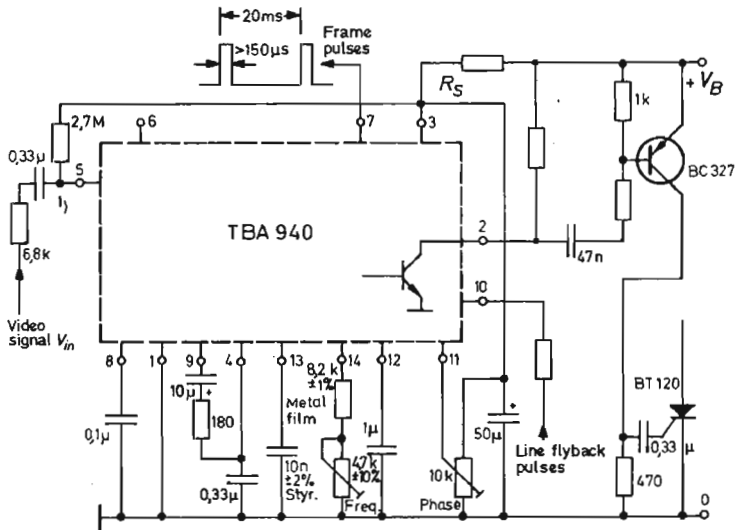 20ms
>150μs
Frame
pulses
R_S
+ V_B
1k
BC 327
2,7M
6
7
3
0,33μ
5
1)
6,8k
TBA 940
2
47n
10
Video
signal V_in
8
1
9
4
13
14
12
11
8,2 k
±1%
Metal
film
10μ
+
180
0,1μ
0,33μ
10n
±2%
Styr.
4,7k
±10%
Freq.
1μ
10k
Phase
+
50μ
Line flyback
pulses
BT 120
0,33
μ
470
0